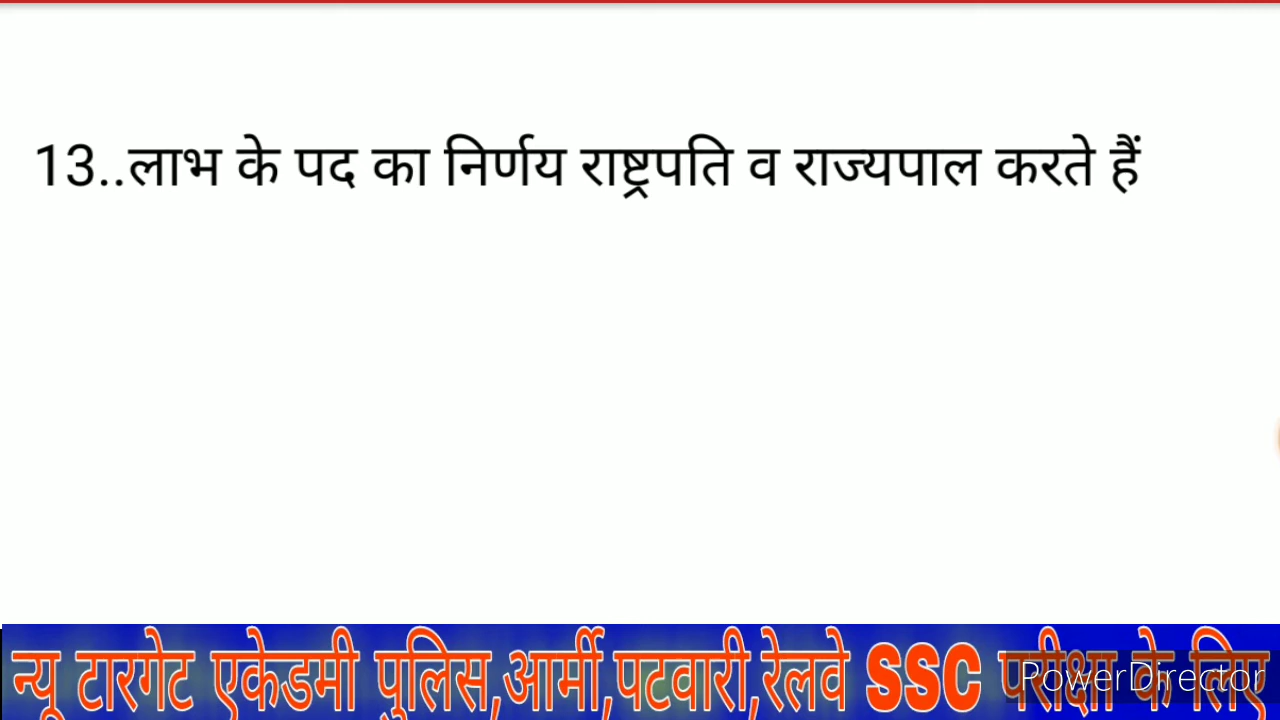 13..लाभ के पद का निर्णय राष्ट्रपति व राज्यपाल करते हैं
न्यू टारगेट एकेडमी पुलिस,आर्मी,पटवारी,रेलवे SSC परीक्षा के लिए
PowerDirector